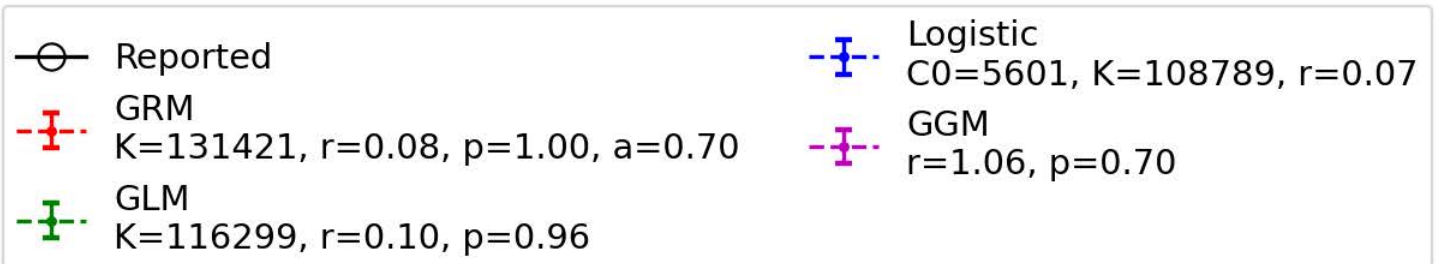 Reported
GRM
K=131421, r=0.08, p=1.00, a=0.70
GLM
K=116299, r=0.10, p=0.96
Logistic
C0=5601, K=108789, r=0.07
GGM
r=1.06, p=0.70